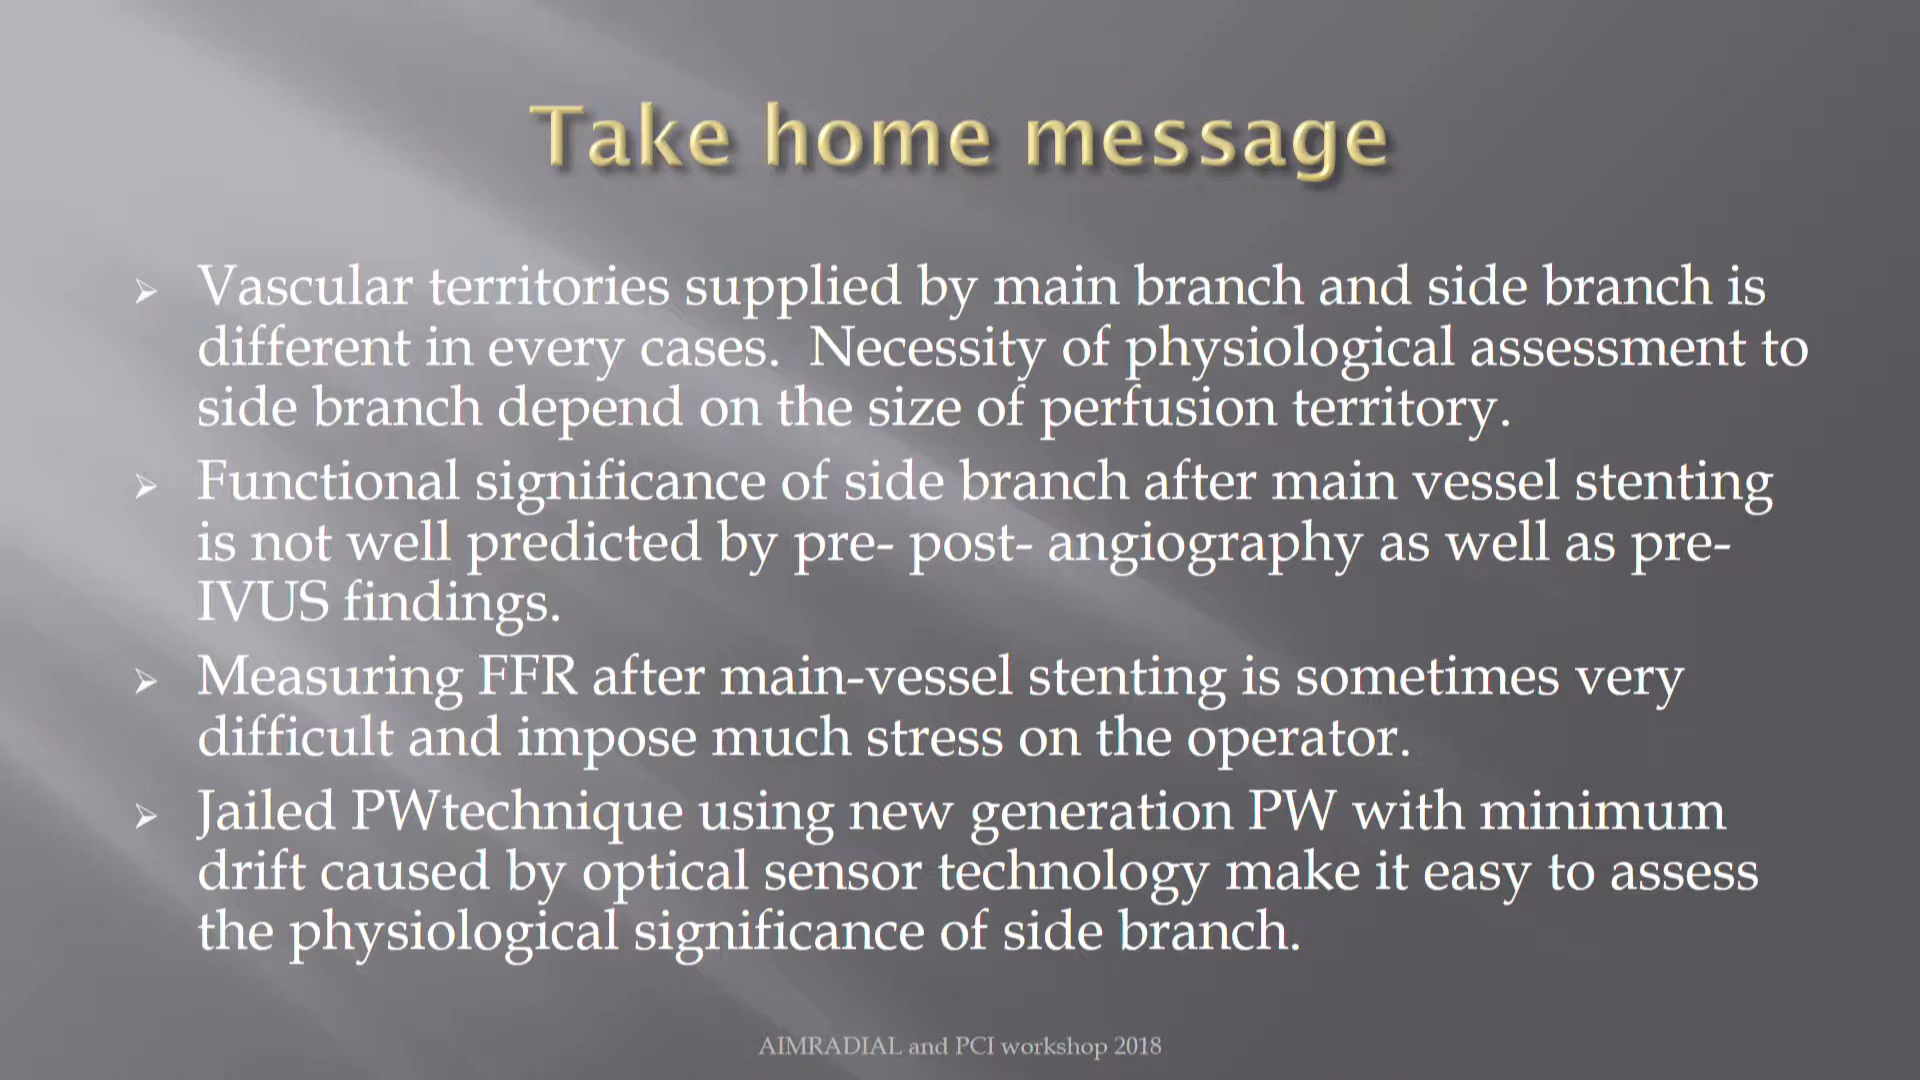 Take home message
Vascular territories supplied by main branch and side branch is
different in every cases.  Necessity of physiological assessment to
side branch depend on the size of perfusion territory.
Functional significance of side branch after main vessel stenting
is not well predicted by pre- post- angiography as well as pre-
IVUS findings.
Measuring FFR after main-vessel stenting is sometimes very
difficult and impose much stress on the operator.
Jailed PWtechnique using new generation PW with minimum
drift caused by optical sensor technology make it easy to assess
the physiological significance of side branch.
AIMRADIAL and PCI workshop 2018